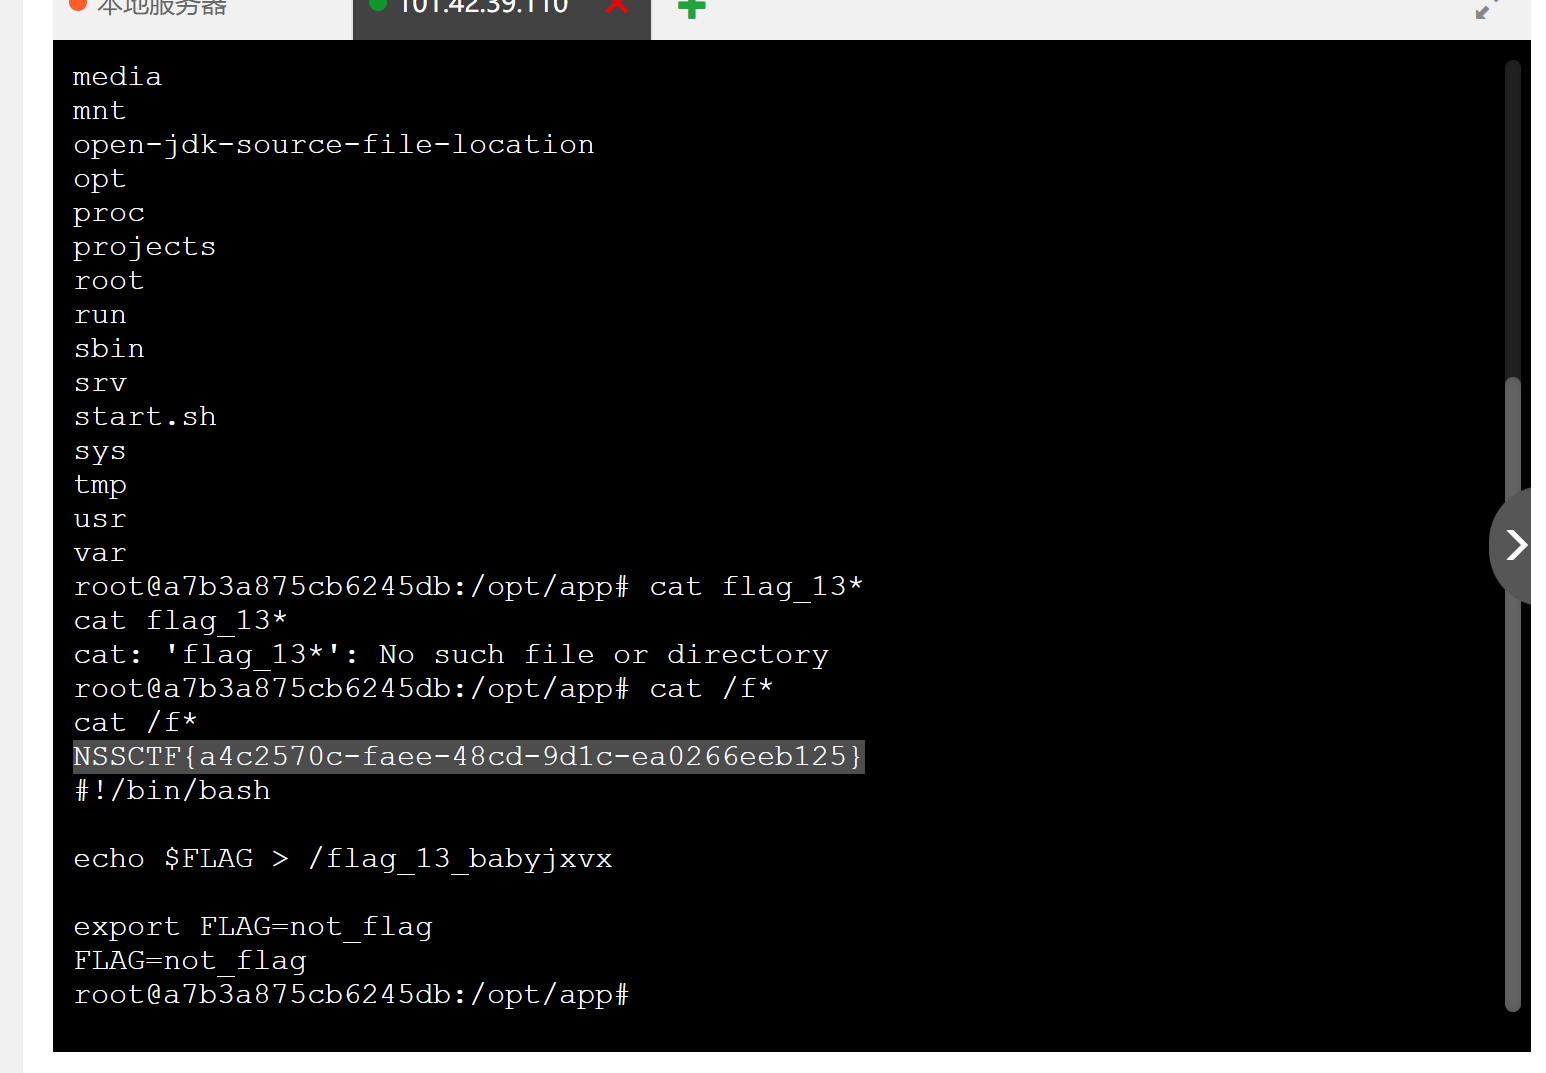 本地服务器
101.42.39.110
media
mnt
open-jdk-source-file-location
opt
proc
projects
root
run
sbin
srv
start.sh
sys
tmp
usr
var
root@a7b3a875cb6245db:/opt/app# cat flag_13*
cat flag_13*
cat: 'flag_13*': No such file or directory
root@a7b3a875cb6245db:/opt/app# cat /f*
cat /f*
NSSCTF{a4c2570c-faee-48cd-9d1c-ea0266eeb125}
#!/bin/bash
echo $FLAG > /flag_13_babyjxvx
export FLAG=not_flag
FLAG=not_flag
root@a7b3a875cb6245db:/opt/app#